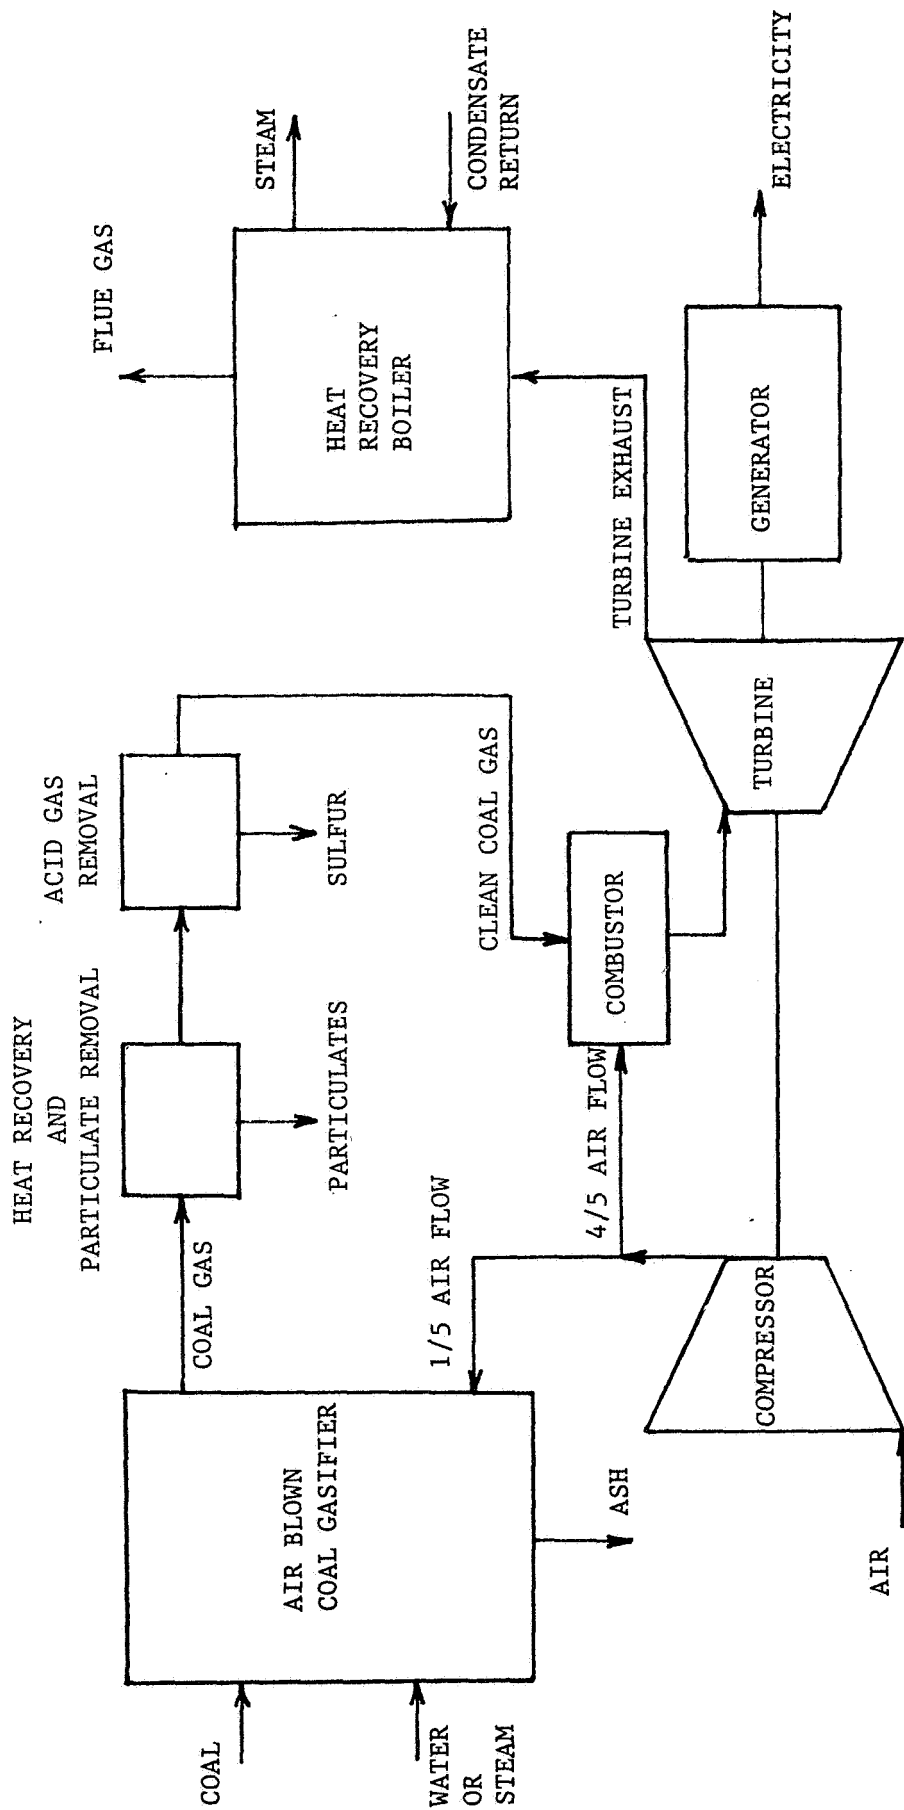 HEAT RECOVERY
AND
PARTICULATE REMOVAL
ACID GAS
REMOVAL
FLUE GAS
COAL
COAL GAS
PARTICULATES
SULFUR
STEAM
WATER
OR
STEAM
AIR BLOWN
COAL GASIFIER
HEAT
RECOVERY
BOILER
CONDENSATE
RETURN
1/5 AIR FLOW
CLEAN COAL GAS
ASH
4/5 AIR FLOW
COMBUSTOR
TURBINE EXHAUST
AIR
COMPRESSOR
TURBINE
GENERATOR
ELECTRICITY